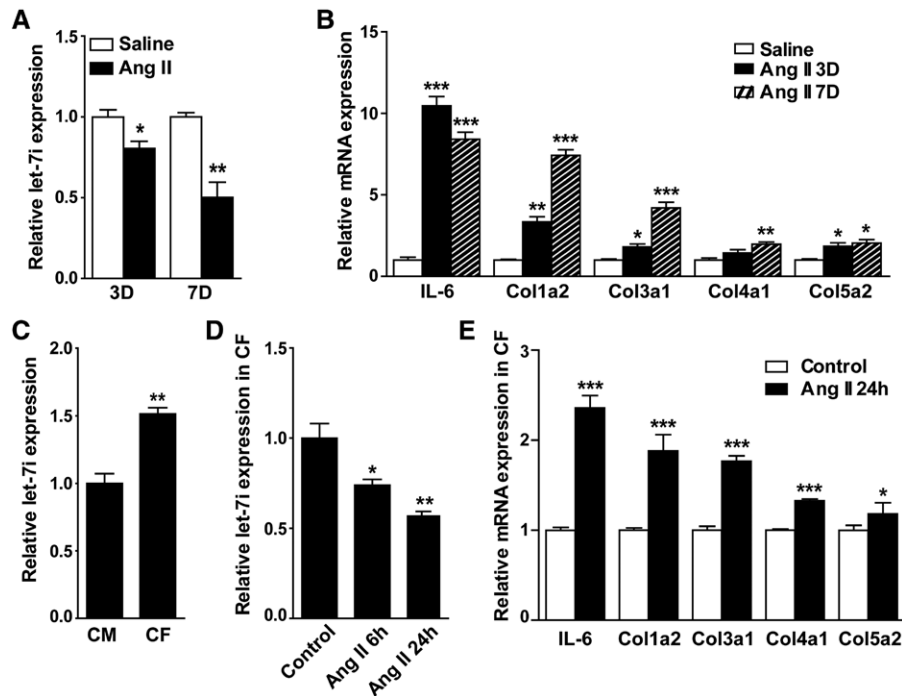 A
Relative let-7i expression
1.5
1.0
0.5
0.0
Saline
Ang II
*
**
3D 7D
B
Relative mRNA expression
15
10
5
0
Saline
Ang II 3D
Ang II 7D
*** ***
** ***
* ***
**
* *
IL-6 Col1a2 Col3a1 Col4a1 Col5a2
C
Relative let-7i expression
2.0
1.5
1.0
0.5
0.0
**
CM CF
D
Relative let-7i expression in CF
1.5
1.0
0.5
0.0
*
**
Control Ang II 6h Ang II 24h
E
Relative mRNA expression in CF
3
2
1
0
Control
Ang II 24h
*** *** *** *** *
IL-6 Col1a2 Col3a1 Col4a1 Col5a2